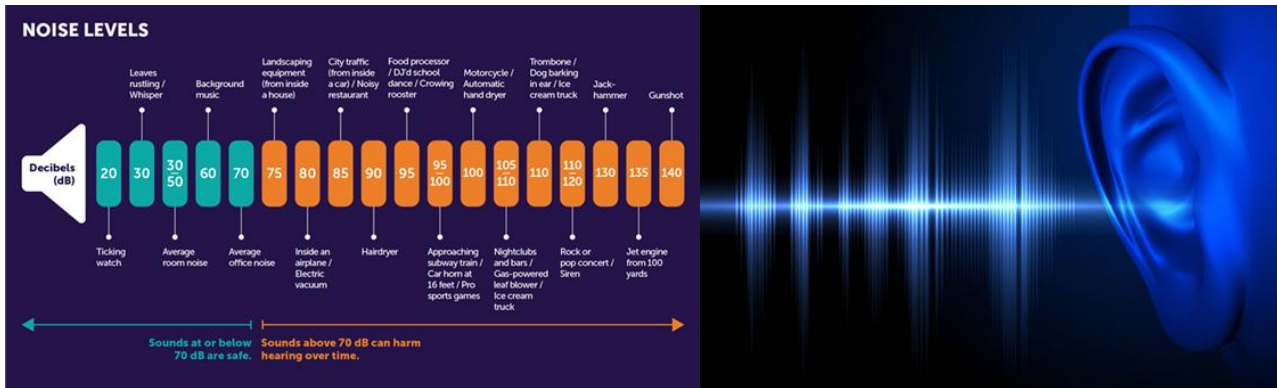 NOISE LEVELS
Leaves
rustling /
Whisper
Background
music
Landscaping
equipment
(from inside
a house)
City traffic
(from inside
a car) / Noisy
restaurant
Food processor
/ DJ'd school
dance / Crowing
rooster
Motorcycle /
Automatic
hand dryer
Trombone /
Dog barking
in ear / Ice
cream truck
Jack-
hammer
Gunshot
Decibels
(dB)
20
30
30
50
60
70
75
80
85
90
95
95
100
100
105
110
110
110
120
130
135
140
Ticking
watch
Average
room noise
Average
office noise
Inside an
airplane /
Electric
vacuum
Hairdryer
Approaching
subway train /
Car horn at
16 feet / Pro
sports games
Nightclubs
and bars /
Gas-powered
leaf blower /
Ice cream
truck
Rock or
pop concert /
Siren
Jet engine
from 100
yards
Sounds at or below
70 dB are safe.
Sounds above 70 dB can harm
hearing over time.